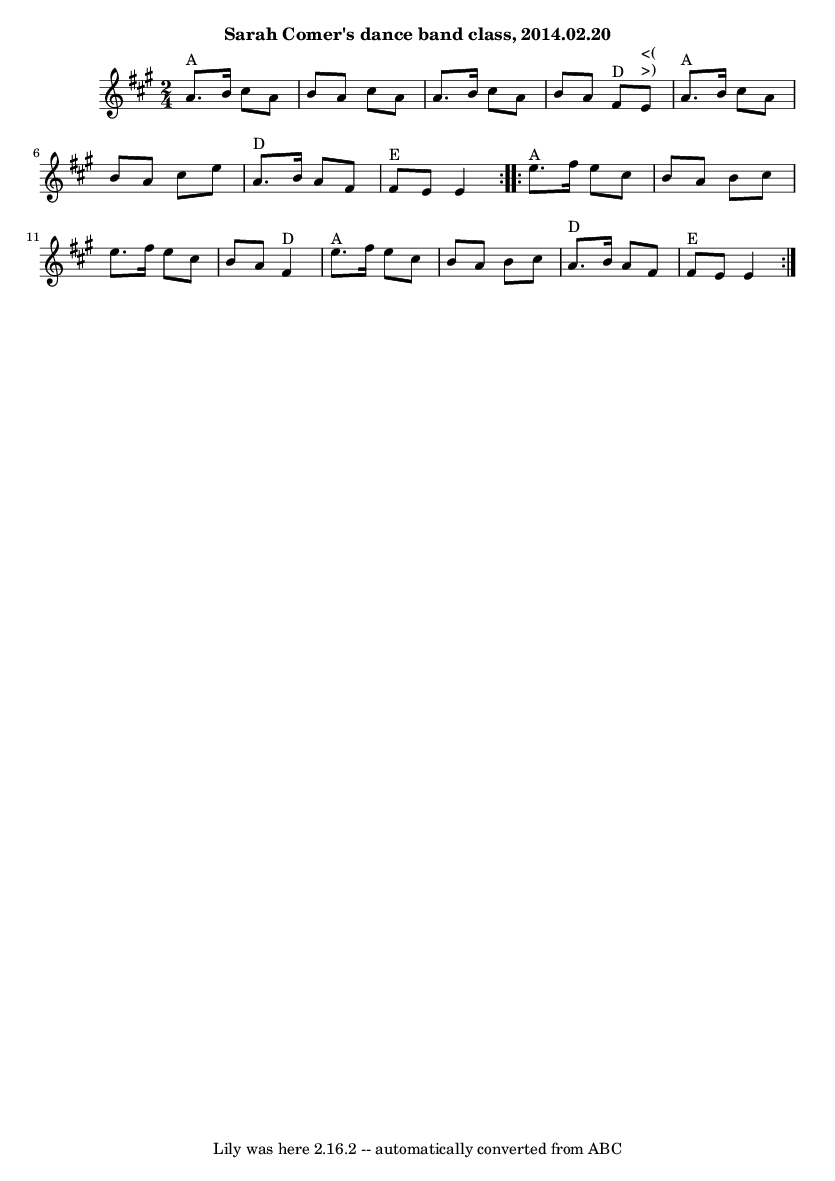 Sarah Comer's dance band class, 2014.02.20
<(
A D >) A
2
4
6 D E A
11 D A D E
Lily was here 2.16.2 -- automatically converted from ABC